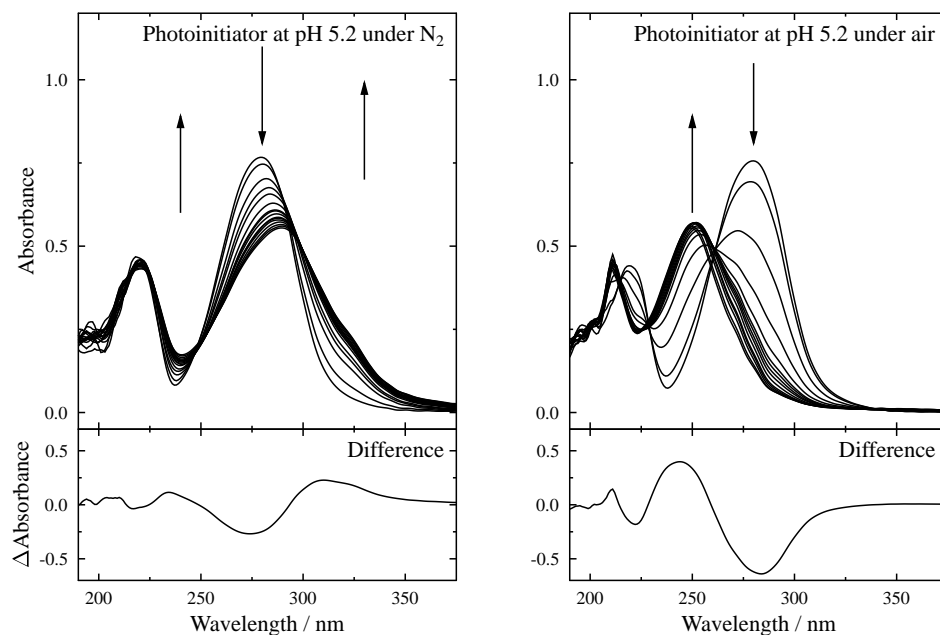 Photoinitiator at pH 5.2 under N₂
1.0
0.5
0.0
Absorbance
Difference
0.5
0.0
-0.5
ΔAbsorbance
200 250 300 350
Wavelength / nm
Photoinitiator at pH 5.2 under air
1.0
0.5
0.0
Difference
0.5
0.0
-0.5
200 250 300 350
Wavelength / nm